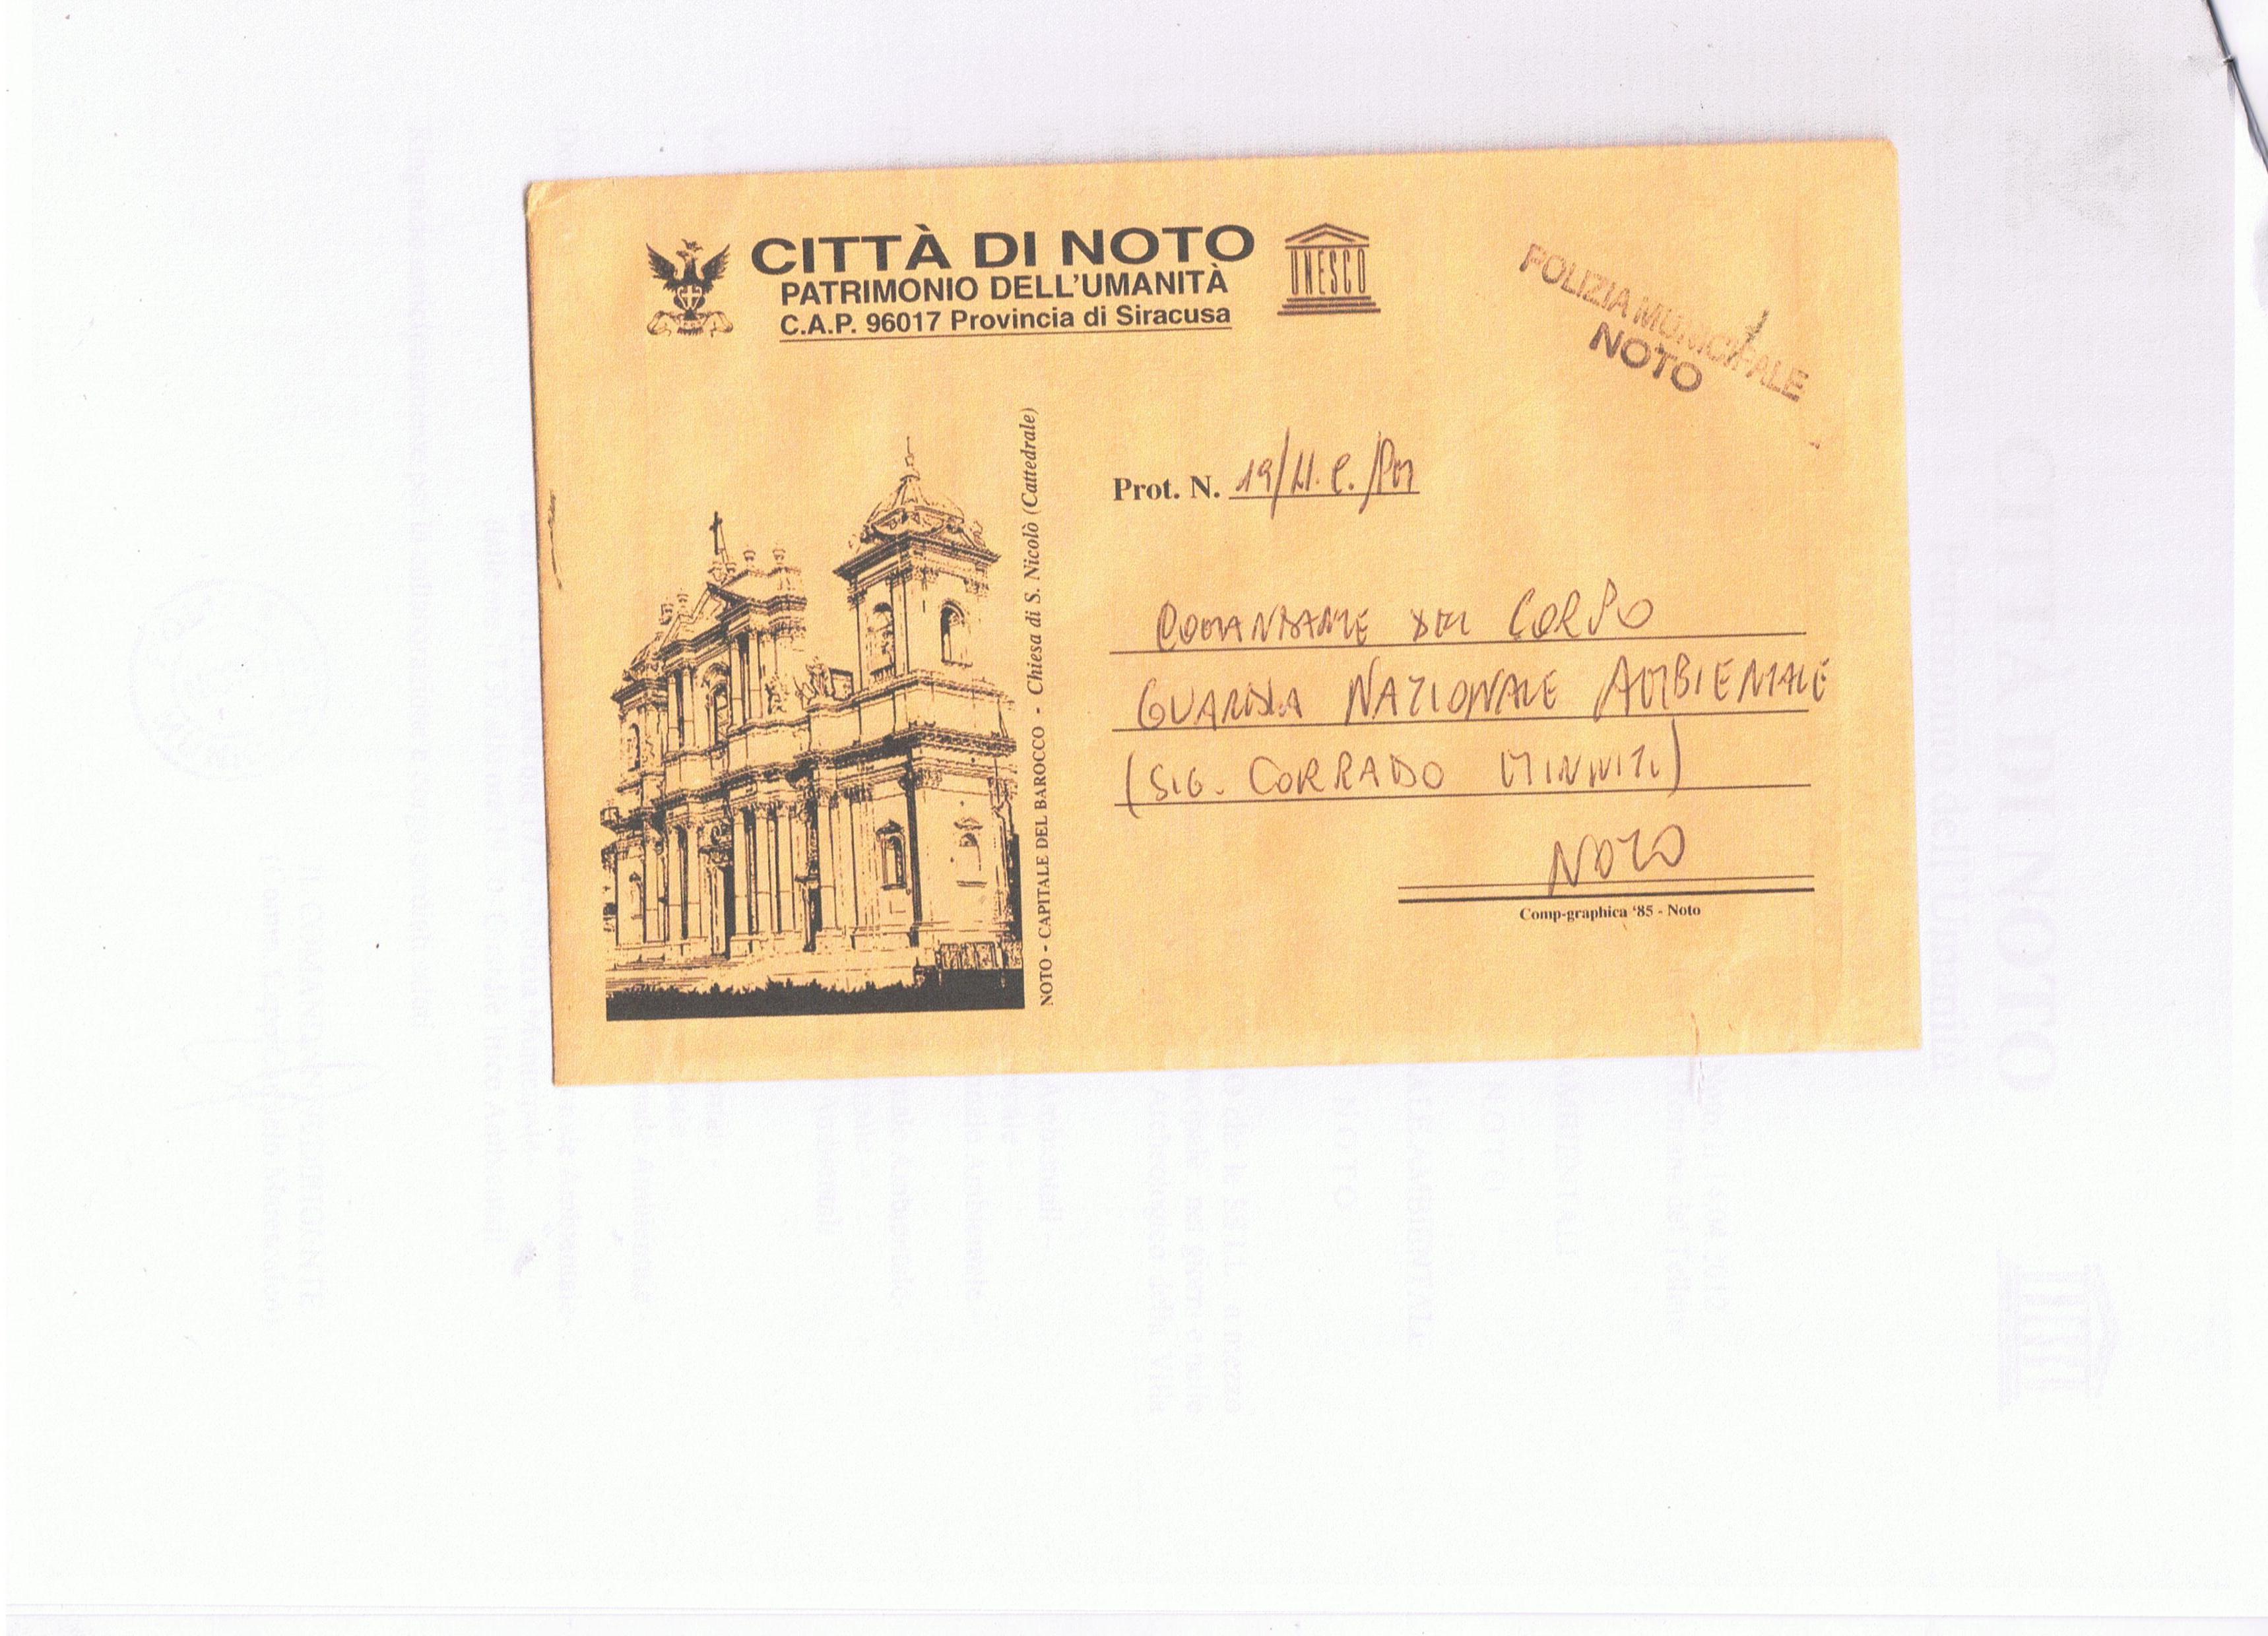 CITTÀ DI NOTO
PATRIMONIO DELL'UMANITÀ
C.A.P. 96017 Provincia di Siracusa
UNESCO
POLIZIA MUNICIPALE
NOTO
NOTO - CAPITALE DEL BAROCCO - Chiesa di S. Nicolò (Cattedrale)
Prot. N. 19/U.C./PM
COMANDANTE DEL CORPO
GUARDIA NAZIONALE AMBIENTALE
(SIG. CORRADO MINNITI)
NOTO
Comp-graphica '85 - Noto